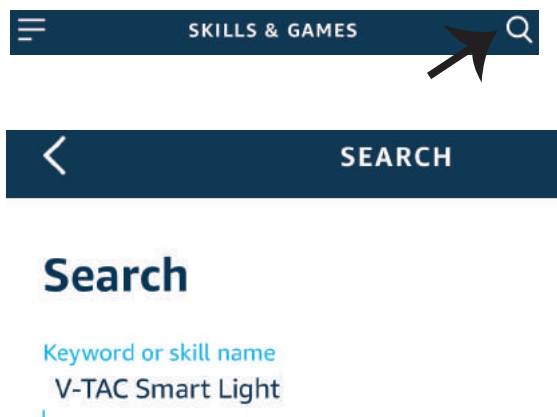 SKILLS & GAMES
SEARCH
Search
Keyword or skill name
V-TAC Smart Light